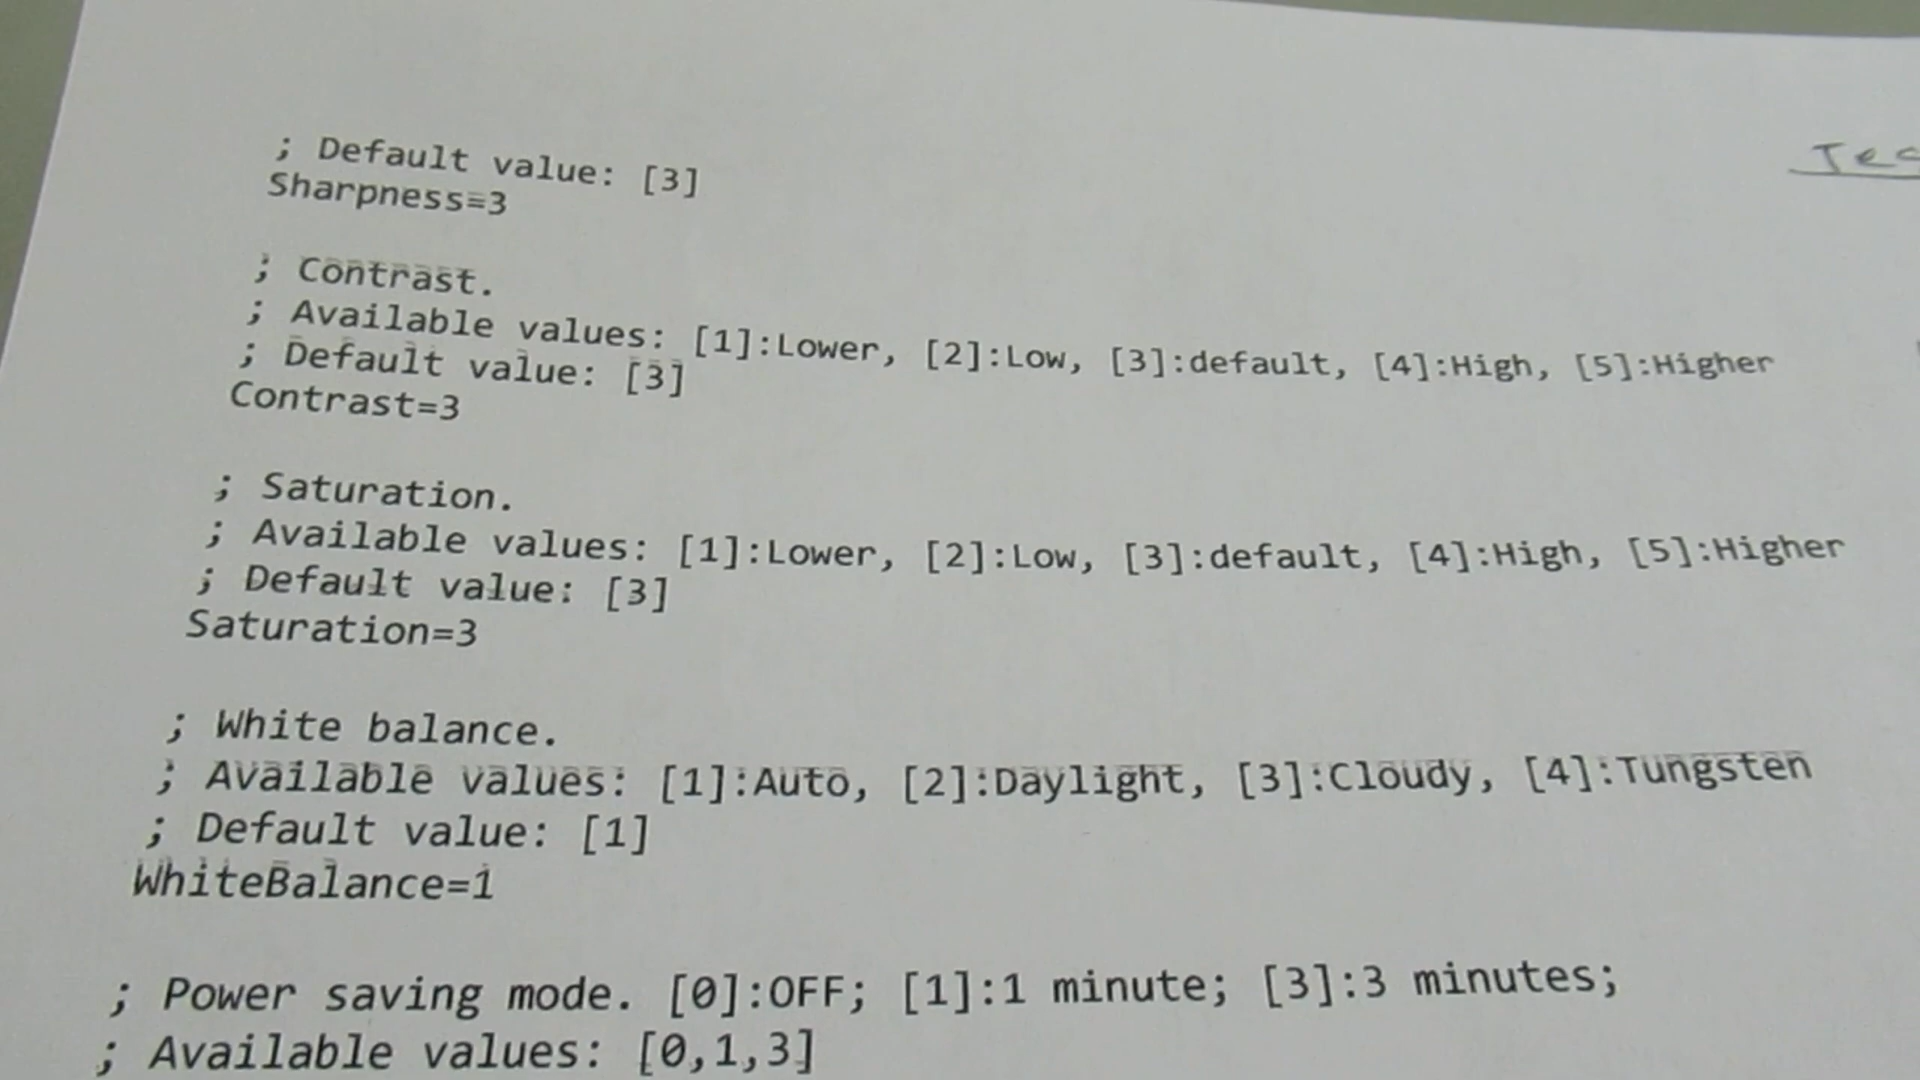 ; Default value: [3]
Sharpness=3
; Contrast.
; Available values: [1]:Lower, [2]:Low, [3]:default, [4]:High, [5]:Higher
; Default value: [3]
Contrast=3
; Saturation.
; Available values: [1]:Lower, [2]:Low, [3]:default, [4]:High, [5]:Higher
; Default value: [3]
Saturation=3
; White balance.
; Available values: [1]:Auto, [2]:Daylight, [3]:Cloudy, [4]:Tungsten
; Default value: [1]
WhiteBalance=1
; Power saving mode. [0]:OFF; [1]:1 minute; [3]:3 minutes;
; Available values: [0,1,3]